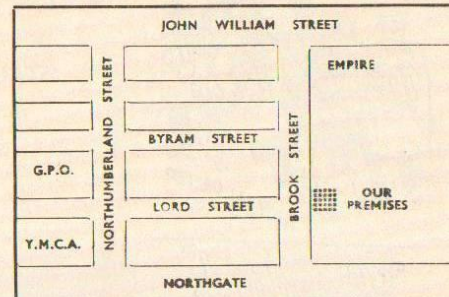 JOHN WILLIAM STREET
EMPIRE
NORTHUMBERLAND STREET
BYRAM STREET
BROOK STREET
G.P.O.
LORD STREET
OUR
PREMISES
Y.M.C.A.
NORTHGATE